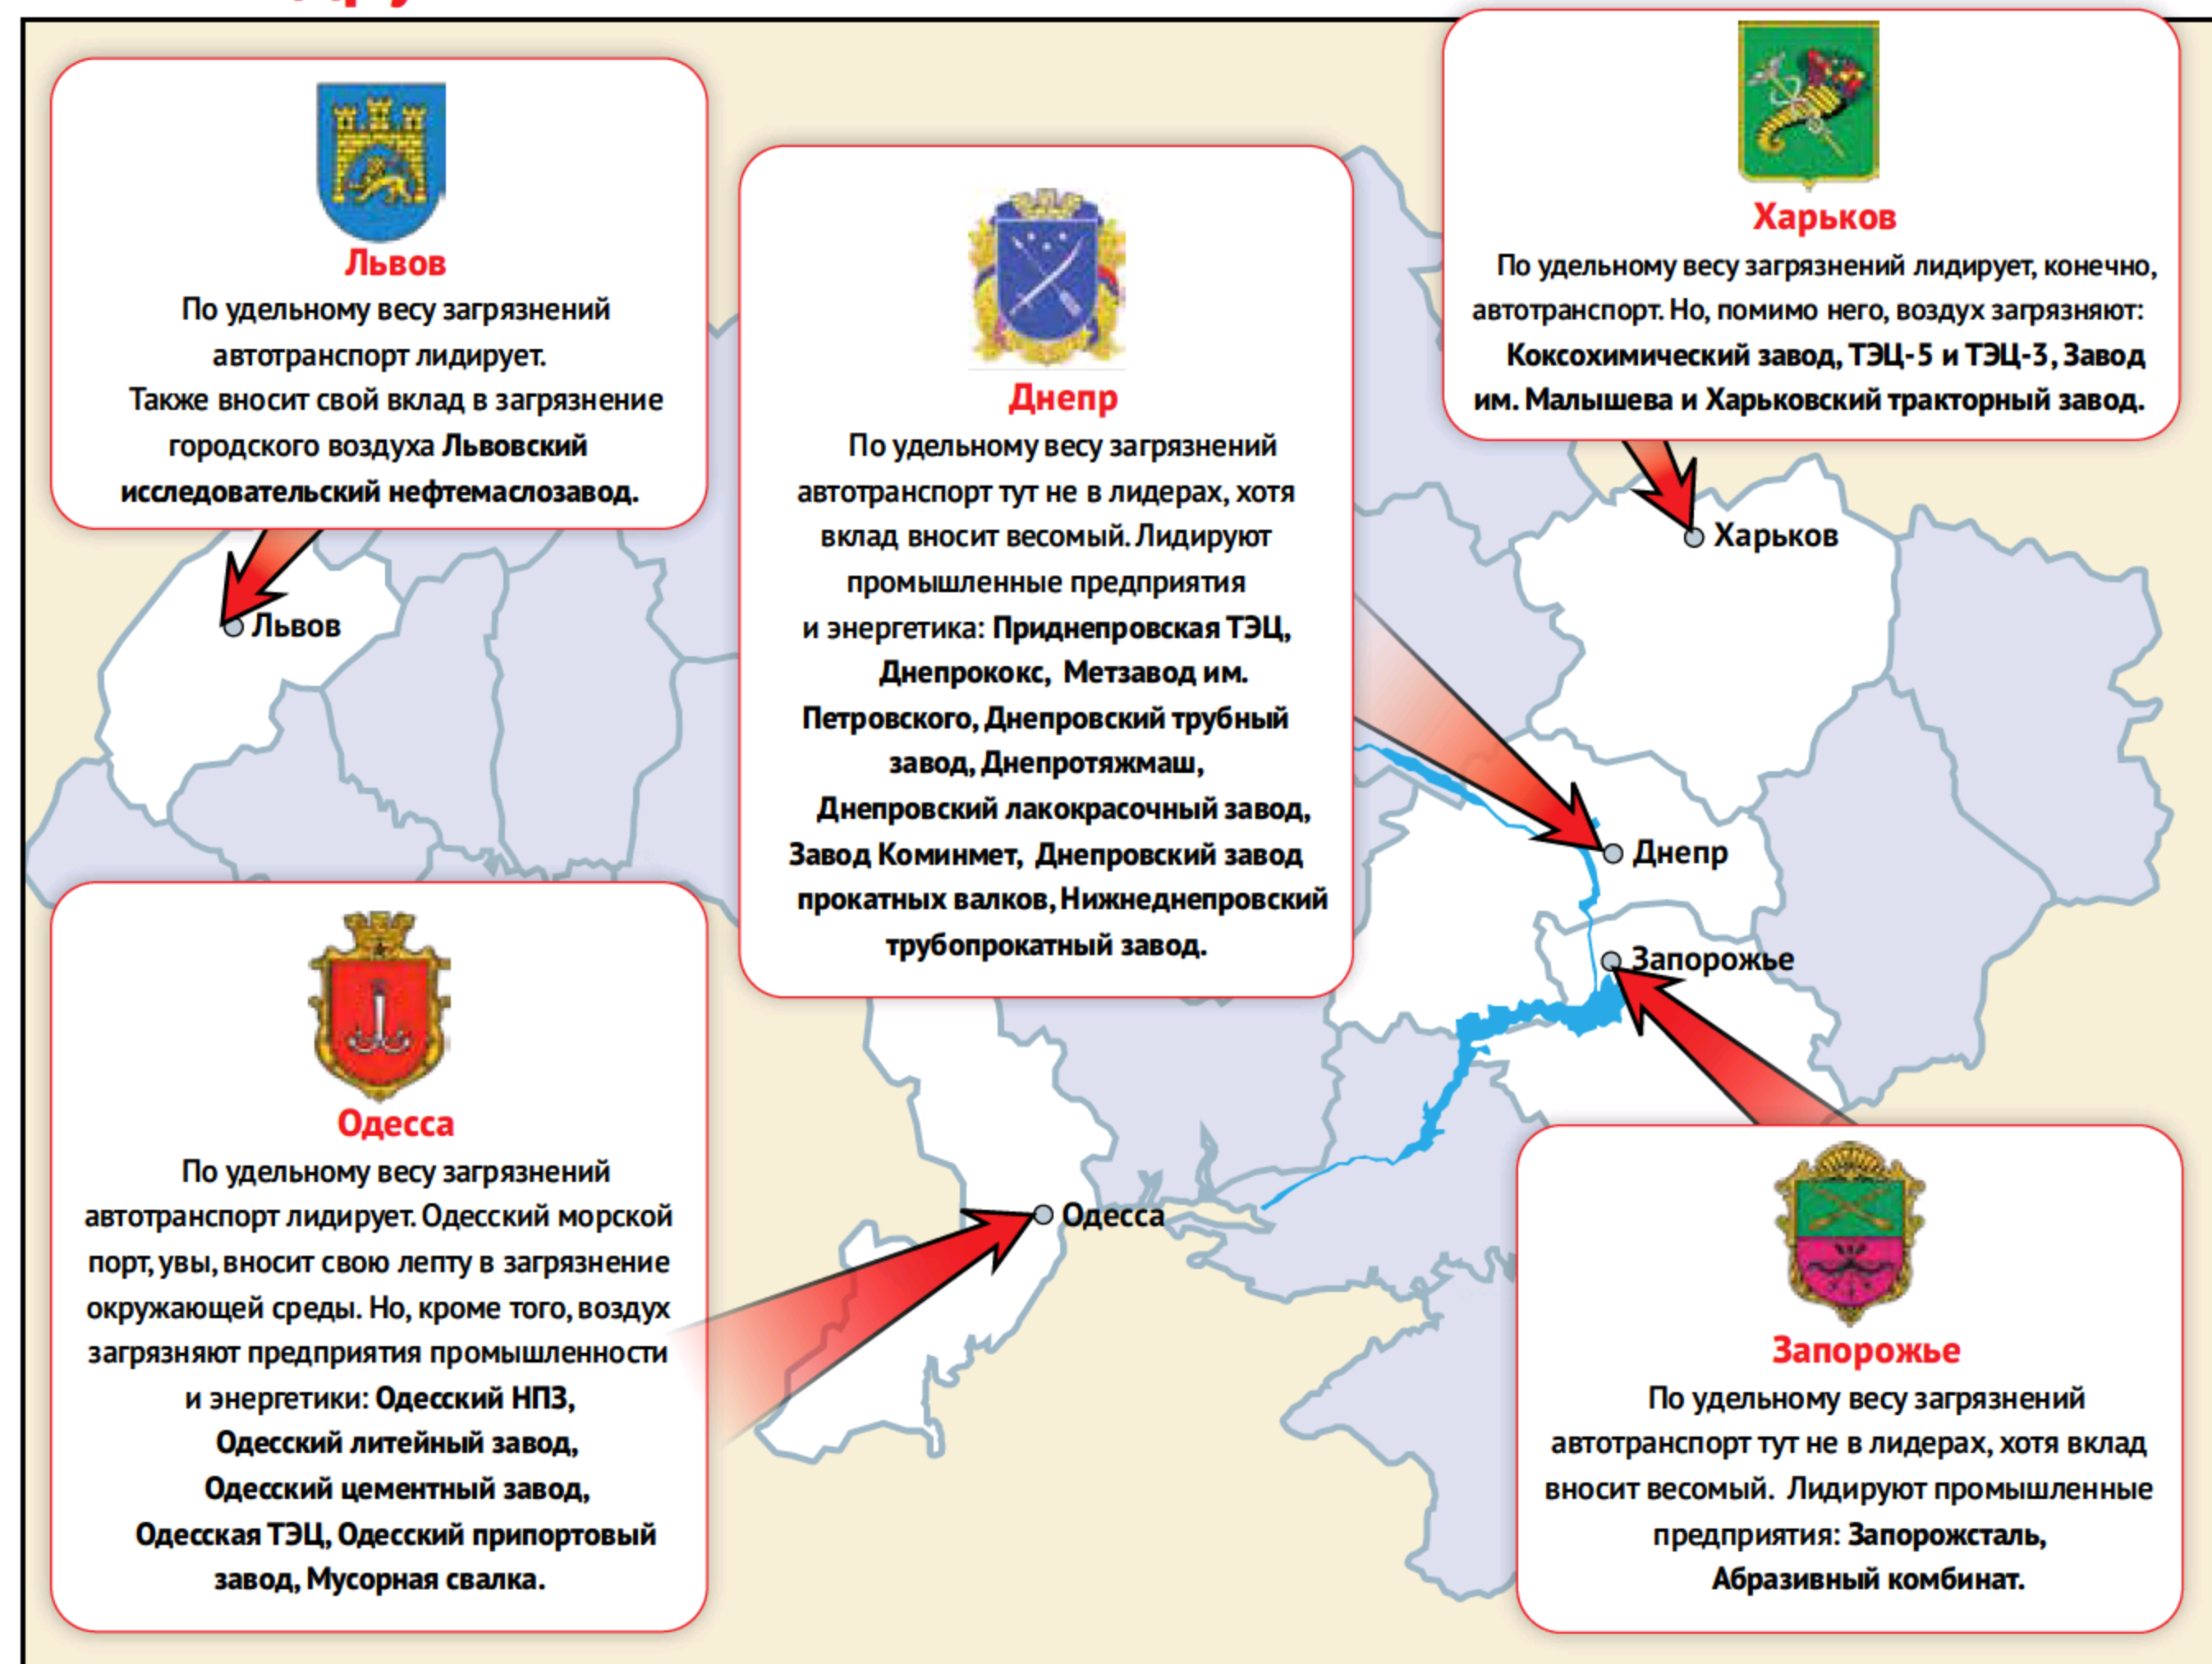 Львов
По удельному весу загрязнений
автотранспорт лидирует.
Также вносит свой вклад в загрязнение
городского воздуха Львовский
исследовательский нефтемаслозавод.
Днепр
По удельному весу загрязнений
автотранспорт тут не в лидерах, хотя
вклад вносит весомый. Лидируют
промышленные предприятия
и энергетика: Приднепровская ТЭЦ,
Днепрококс, Метзавод им.
Петровского, Днепровский трубный
завод, Днепротяжмаш,
Днепровский лакокрасочный завод,
Завод Коминмет, Днепровский завод
прокатных валков, Нижнеднепровский
трубопрокатный завод.
Харьков
По удельному весу загрязнений лидирует, конечно,
автотранспорт. Но, помимо него, воздух загрязняют:
Коксохимический завод, ТЭЦ-5 и ТЭЦ-3, Завод
им. Малышева и Харьковский тракторный завод.
Харьков
Львов
Днепр
Запорожье
Одесса
Одесса
По удельному весу загрязнений
автотранспорт лидирует. Одесский морской
порт, увы, вносит свою лепту в загрязнение
окружающей среды. Но, кроме того, воздух
загрязняют предприятия промышленности
и энергетики: Одесский НПЗ,
Одесский литейный завод,
Одесский цементный завод,
Одесская ТЭЦ, Одесский припортовый
завод, Мусорная свалка.
Запорожье
По удельному весу загрязнений
автотранспорт тут не в лидерах, хотя вклад
вносит весомый. Лидируют промышленные
предприятия: Запорожсталь,
Абразивный комбинат.